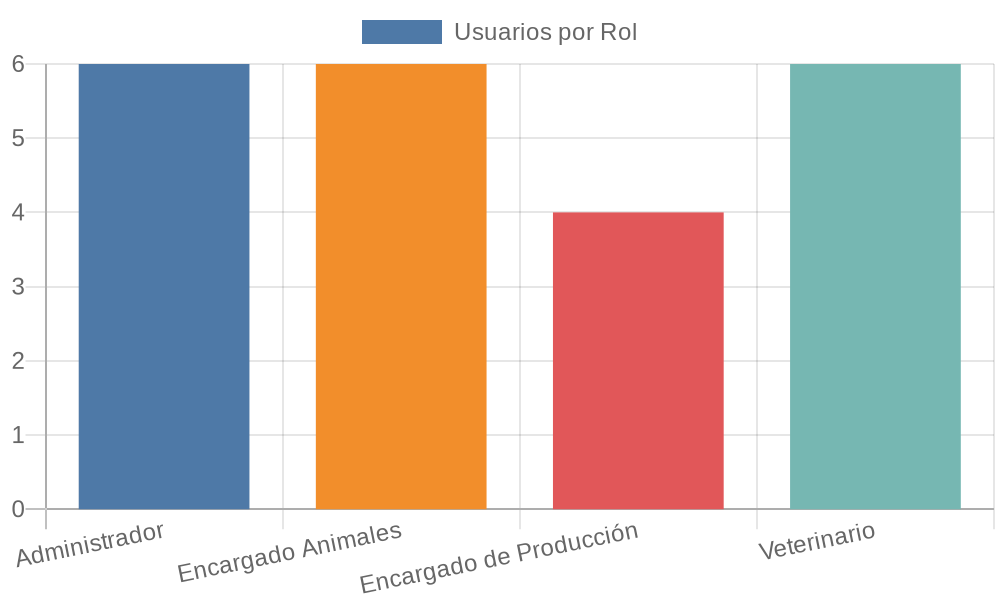 Usuarios por Rol
6
5
4
3
2
1
0
Administrador
Encargado Animales
Encargado de Producción
Veterinario